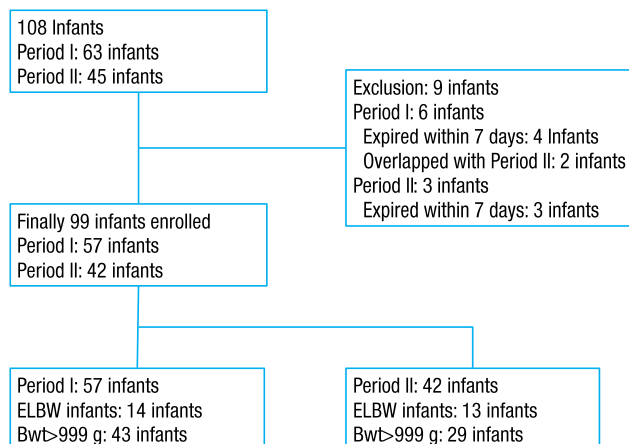 108 Infants
Period I: 63 infants
Period II: 45 infants
Exclusion: 9 infants
Period I: 6 infants
Expired within 7 days: 4 Infants
Overlapped with Period II: 2 infants
Period II: 3 infants
Expired within 7 days: 3 infants
Finally 99 infants enrolled
Period I: 57 infants
Period II: 42 infants
Period I: 57 infants
ELBW infants: 14 infants
Bwt>999 g: 43 infants
Period II: 42 infants
ELBW infants: 13 infants
Bwt>999 g: 29 infants